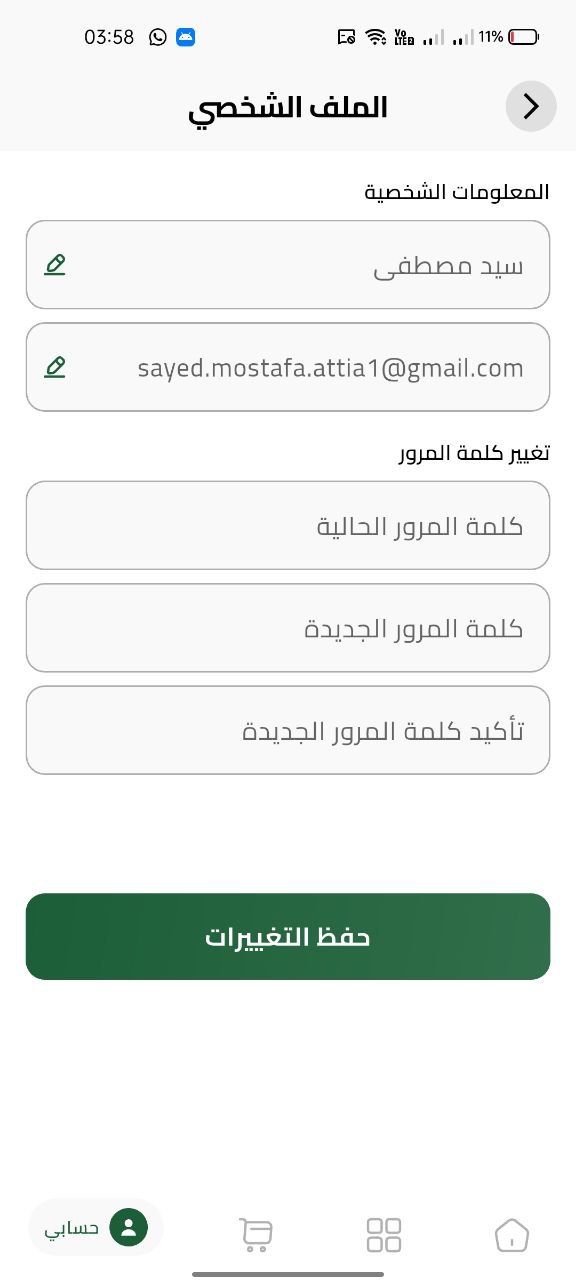 03:58
Vo LTE2 11%
الملف الشخصي
المعلومات الشخصية
سيد مصطفى
sayed.mostafa.attia1@gmail.com
تغيير كلمة المرور
كلمة المرور الحالية
كلمة المرور الجديدة
تأكيد كلمة المرور الجديدة
حفظ التغييرات
حسابي